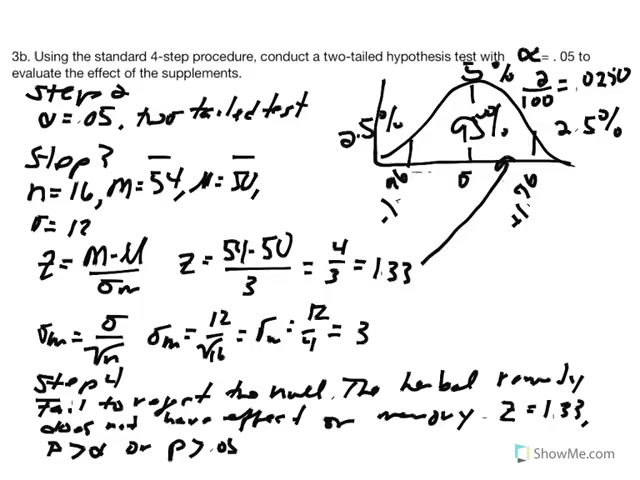 3b. Using the standard 4-step procedure, conduct a two-tailed hypothesis test with α = .05 to
evaluate the effect of the supplements.
Step 2
α = .05, two tailed test
5% 2/100 = .0250
2.5% 95% 2.5%
-1.96 0 +1.96
Step 3
n = 16, M = 54, μ = 50,
σ = 12
Z = M - μ / σm Z = 54 - 50 / 3 = 4/3 = 1.33
σm = σ/√n σm = 12/√16 = σm = 12/4 = 3
Step 4
Fail to reject the null. The herbal remedy
does not have effect on memory. Z = 1.33,
P > α or P > .05
ShowMe.com